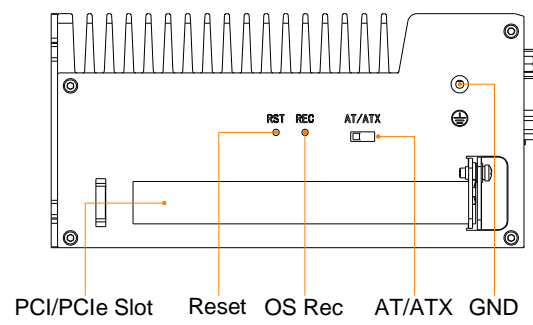 RST REC AT/ATX
PCI/PCIe Slot Reset OS Rec AT/ATX GND